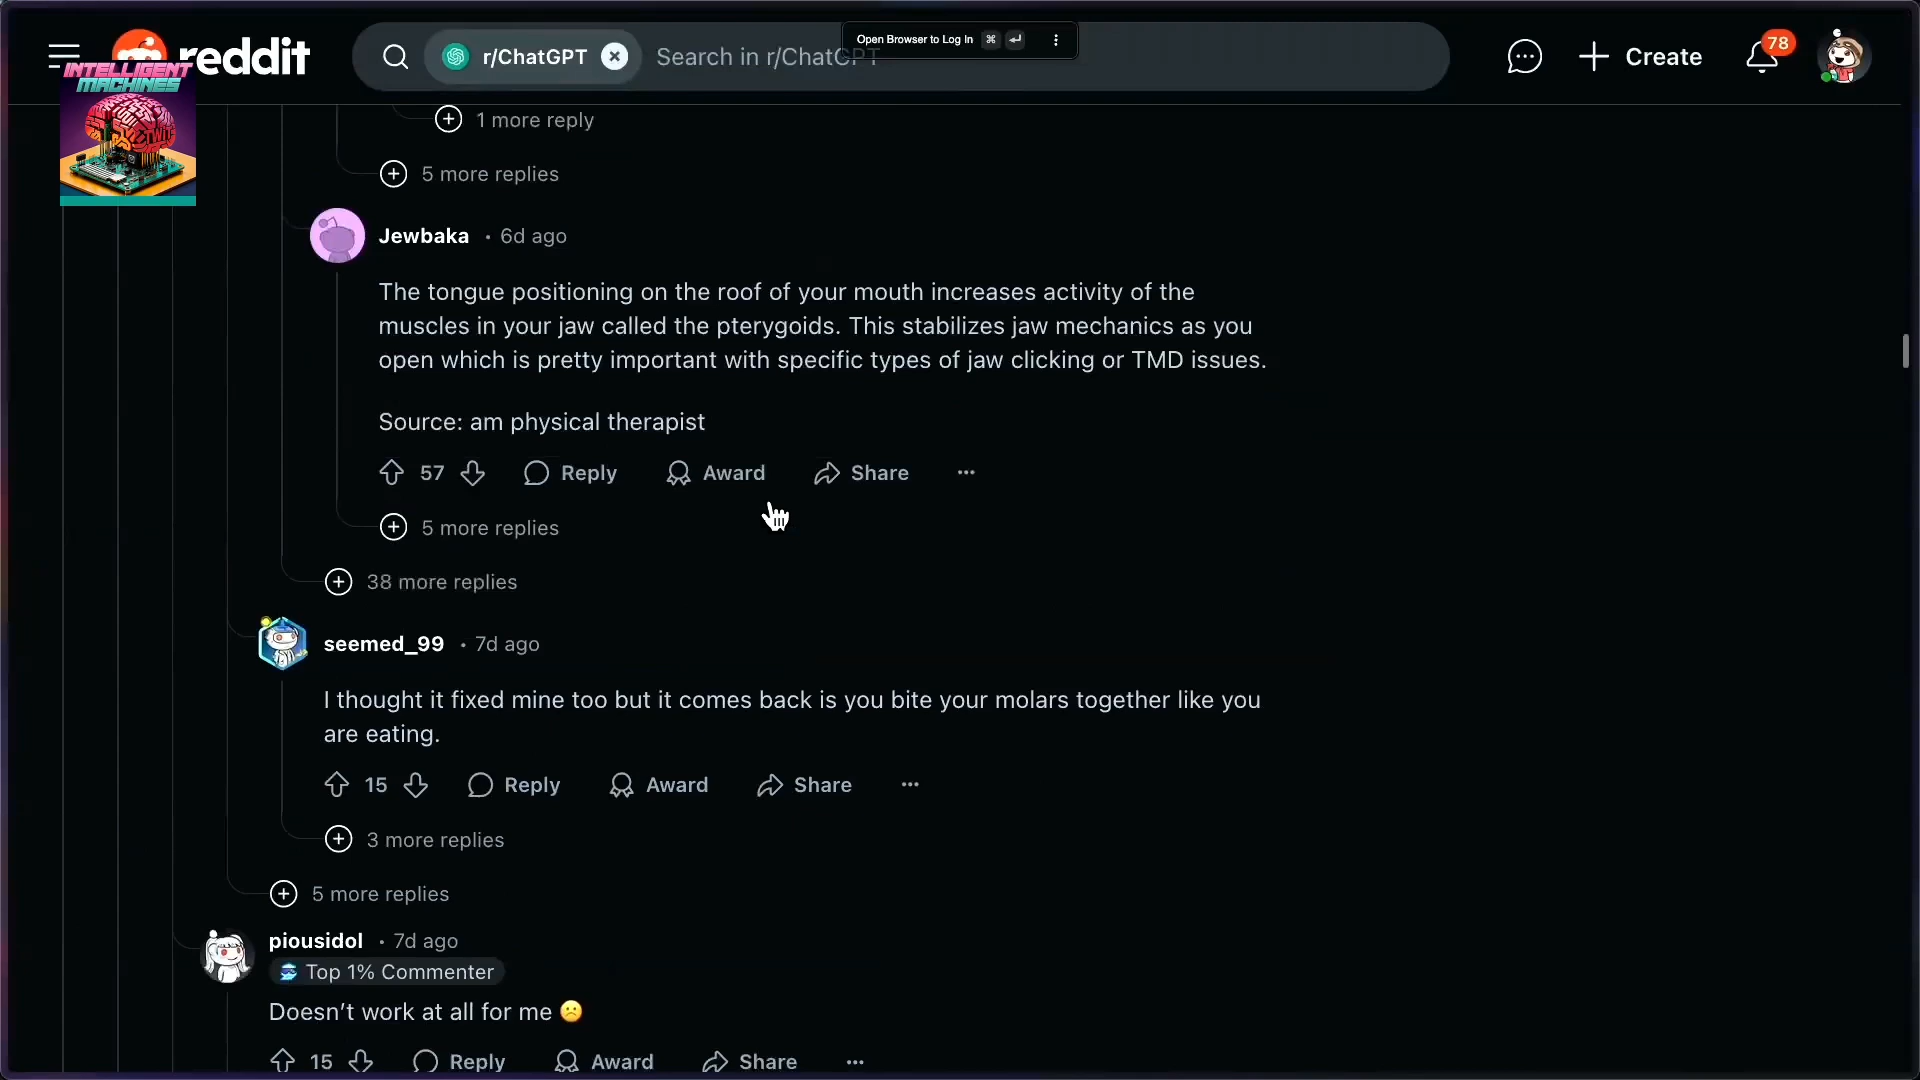 reddit
r/ChatGPT
Search in r/ChatGPT
Open Browser to Log In
Create
78
INTELLIGENT
MACHINES
TWiT
1 more reply
5 more replies
Jewbaka • 6d ago
The tongue positioning on the roof of your mouth increases activity of the
muscles in your jaw called the pterygoids. This stabilizes jaw mechanics as you
open which is pretty important with specific types of jaw clicking or TMD issues.
Source: am physical therapist
57 Reply Award Share
5 more replies
38 more replies
seemed_99 • 7d ago
I thought it fixed mine too but it comes back is you bite your molars together like you
are eating.
15 Reply Award Share
3 more replies
5 more replies
piousidol • 7d ago
Top 1% Commenter
Doesn’t work at all for me 🙁
15 Reply Award Share